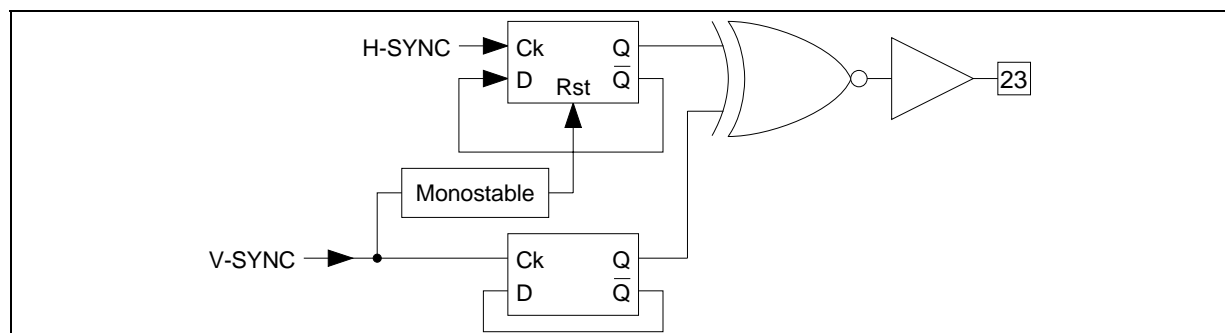 H-SYNC
Ck Q
D Q̅
Rst
23
Monostable
V-SYNC
Ck Q
D Q̅